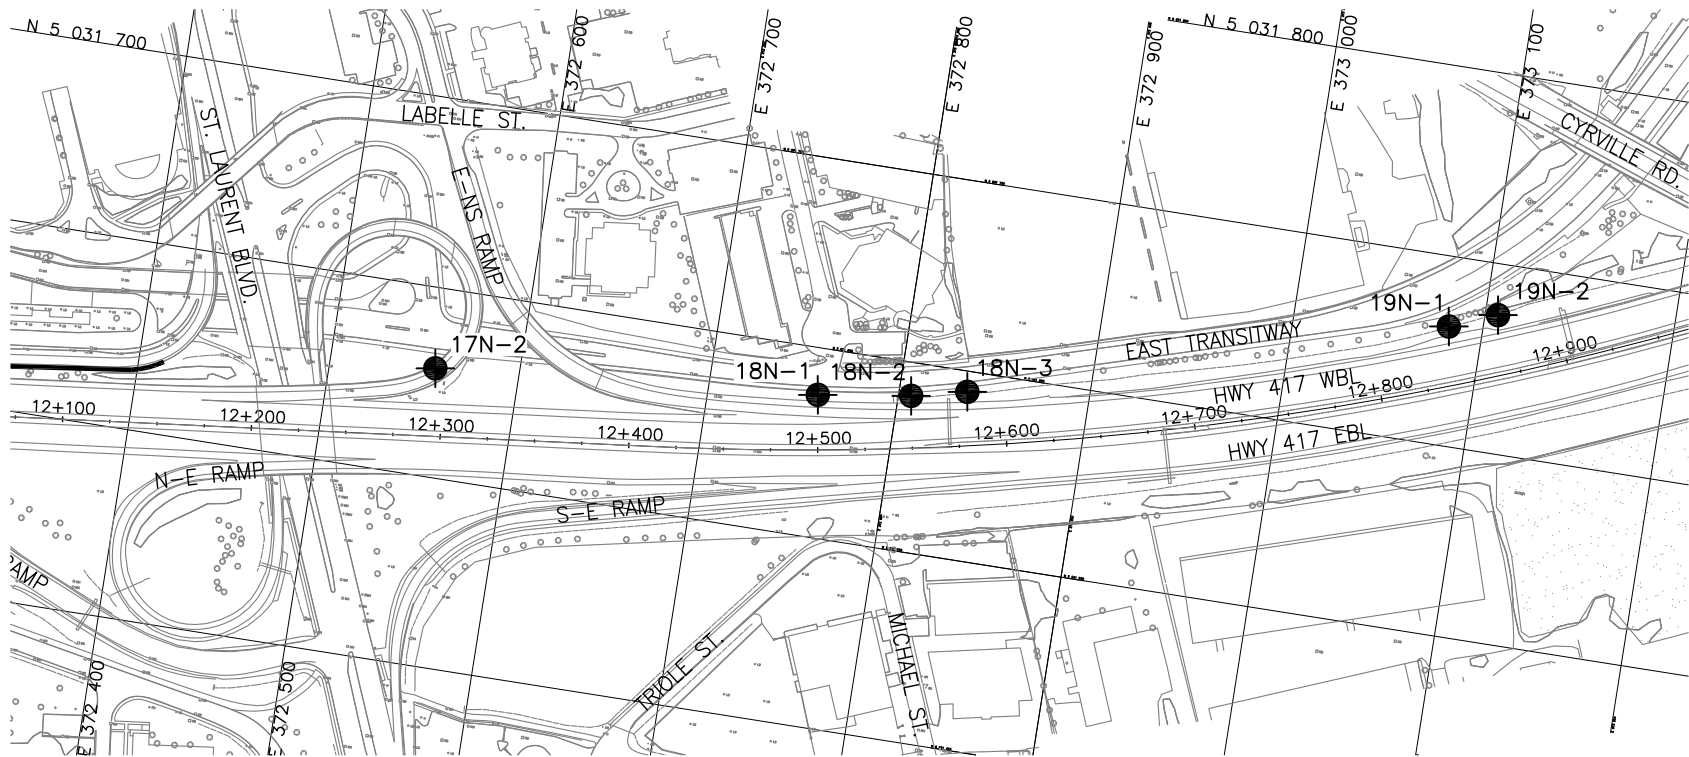 N 5 031 700
E 372 600
E 372 700
E 372 800
E 372 900
N 5 031 800
E 373 000
E 373 100
LABELLE ST.
CYRVILLE RD.
ST. LAURENT BLVD.
E-NS RAMP
17N-2
18N-1
18N-2
18N-3
EAST TRANSITWAY
19N-1
19N-2
HWY 417 WBL
HWY 417 EBL
12+100
12+200
12+300
12+400
12+500
12+600
12+700
12+800
12+900
N-E RAMP
S-E RAMP
RAMP
TRIOLE ST.
MICHAEL ST.
E 372 400
E 372 500